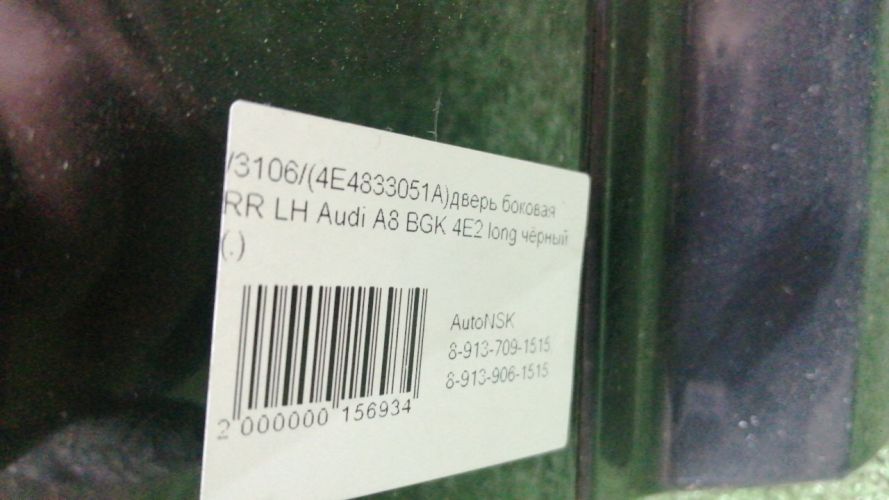 /3106/(4E4833051A)дверь боковая
RR LH Audi A8 BGK 4E2 long чёрный
(.)
AutoNSK
8-913-709-1515,
8-913-906-1515
2 000000 156934